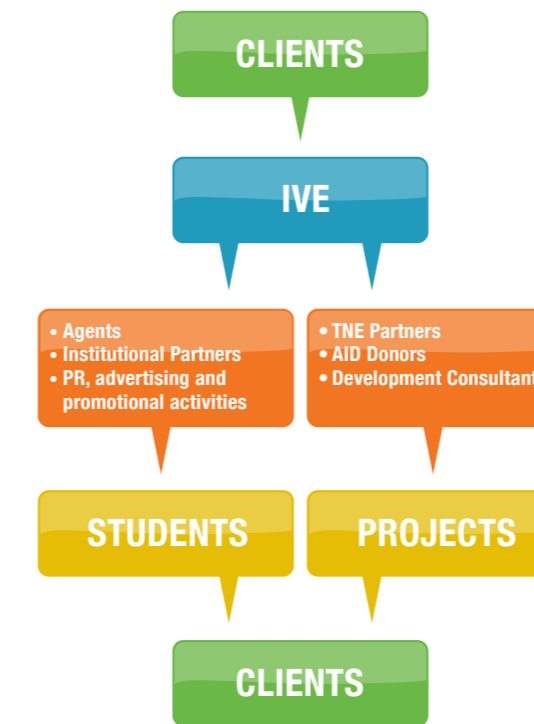 CLIENTS
IVE
• Agents
• Institutional Partners
• PR, advertising and
promotional activities
• TNE Partners
• AID Donors
• Development Consultant
STUDENTS
PROJECTS
CLIENTS